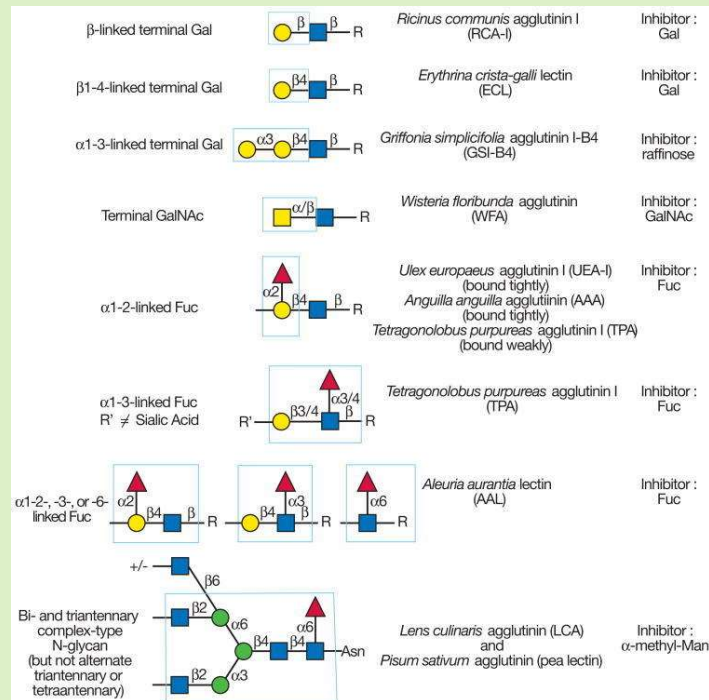 β-linked terminal Gal
β
β
R
Ricinus communis agglutinin I
(RCA-I)
Inhibitor :
Gal
β1-4-linked terminal Gal
β4
β
R
Erythrina crista-galli lectin
(ECL)
Inhibitor :
Gal
α1-3-linked terminal Gal
α3
β4
β
R
Griffonia simplicifolia agglutinin I-B4
(GSI-B4)
Inhibitor :
raffinose
Terminal GalNAc
α/β
R
Wisteria floribunda agglutinin
(WFA)
Inhibitor :
GalNAc
α1-2-linked Fuc
α2
β4
β
R
Ulex europaeus agglutinin I (UEA-I)
(bound tightly)
Anguilla anguilla agglutiinin (AAA)
(bound tightly)
Tetragonolobus purpureas agglutinin I (TPA)
(bound weakly)
Inhibitor :
Fuc
α1-3-linked Fuc
R' ≠ Sialic Acid
R'
β3/4
α3/4
β
R
Tetragonolobus purpureas agglutinin I
(TPA)
Inhibitor :
Fuc
α1-2-, -3-, or -6-
linked Fuc
α2
β4
β
R
β4
α3
β
R
α6
R
Aleuria aurantia lectin
(AAL)
Inhibitor :
Fuc
Bi- and triantennary
complex-type
N-glycan
(but not alternate
triantennary or
tetraantennary)
+/-
β6
β2
α6
β4
β4
α6
Asn
β2
α3
Lens culinaris agglutinin (LCA)
and
Pisum sativum agglutinin (pea lectin)
Inhibitor :
α-methyl-Man